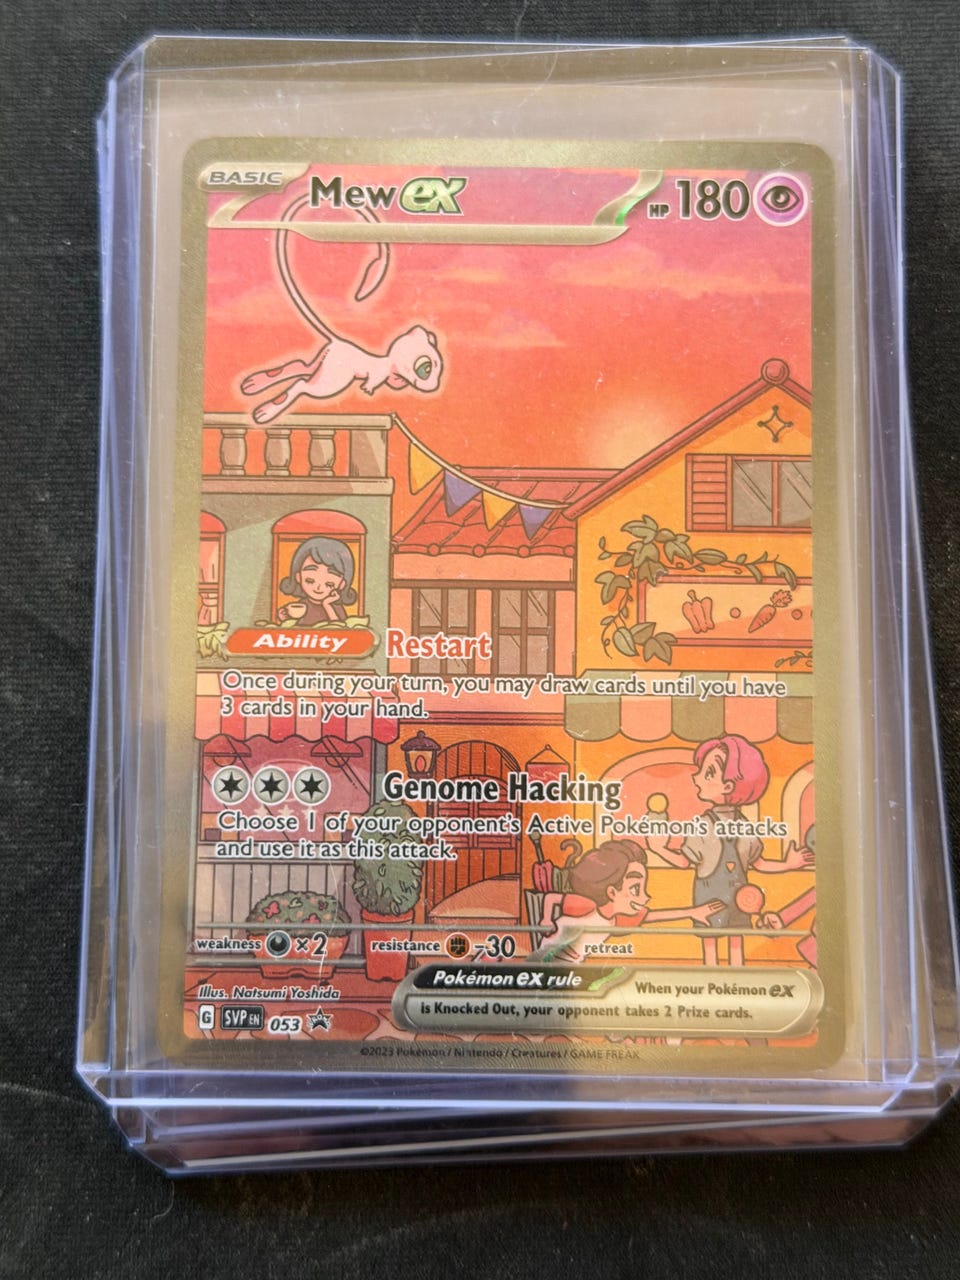 BASIC Mew ex HP 180
Ability Restart
Once during your turn, you may draw cards until you have
3 cards in your hand.
Genome Hacking
Choose 1 of your opponent's Active Pokémon's attacks
and use it as this attack.
weakness ×2 resistance -30 retreat
Pokémon ex rule
When your Pokémon ex
is Knocked Out, your opponent takes 2 Prize cards.
Illus. Natsumi Yoshida
G SVP EN 053
©2023 Pokémon / Nintendo / Creatures / GAME FREAK